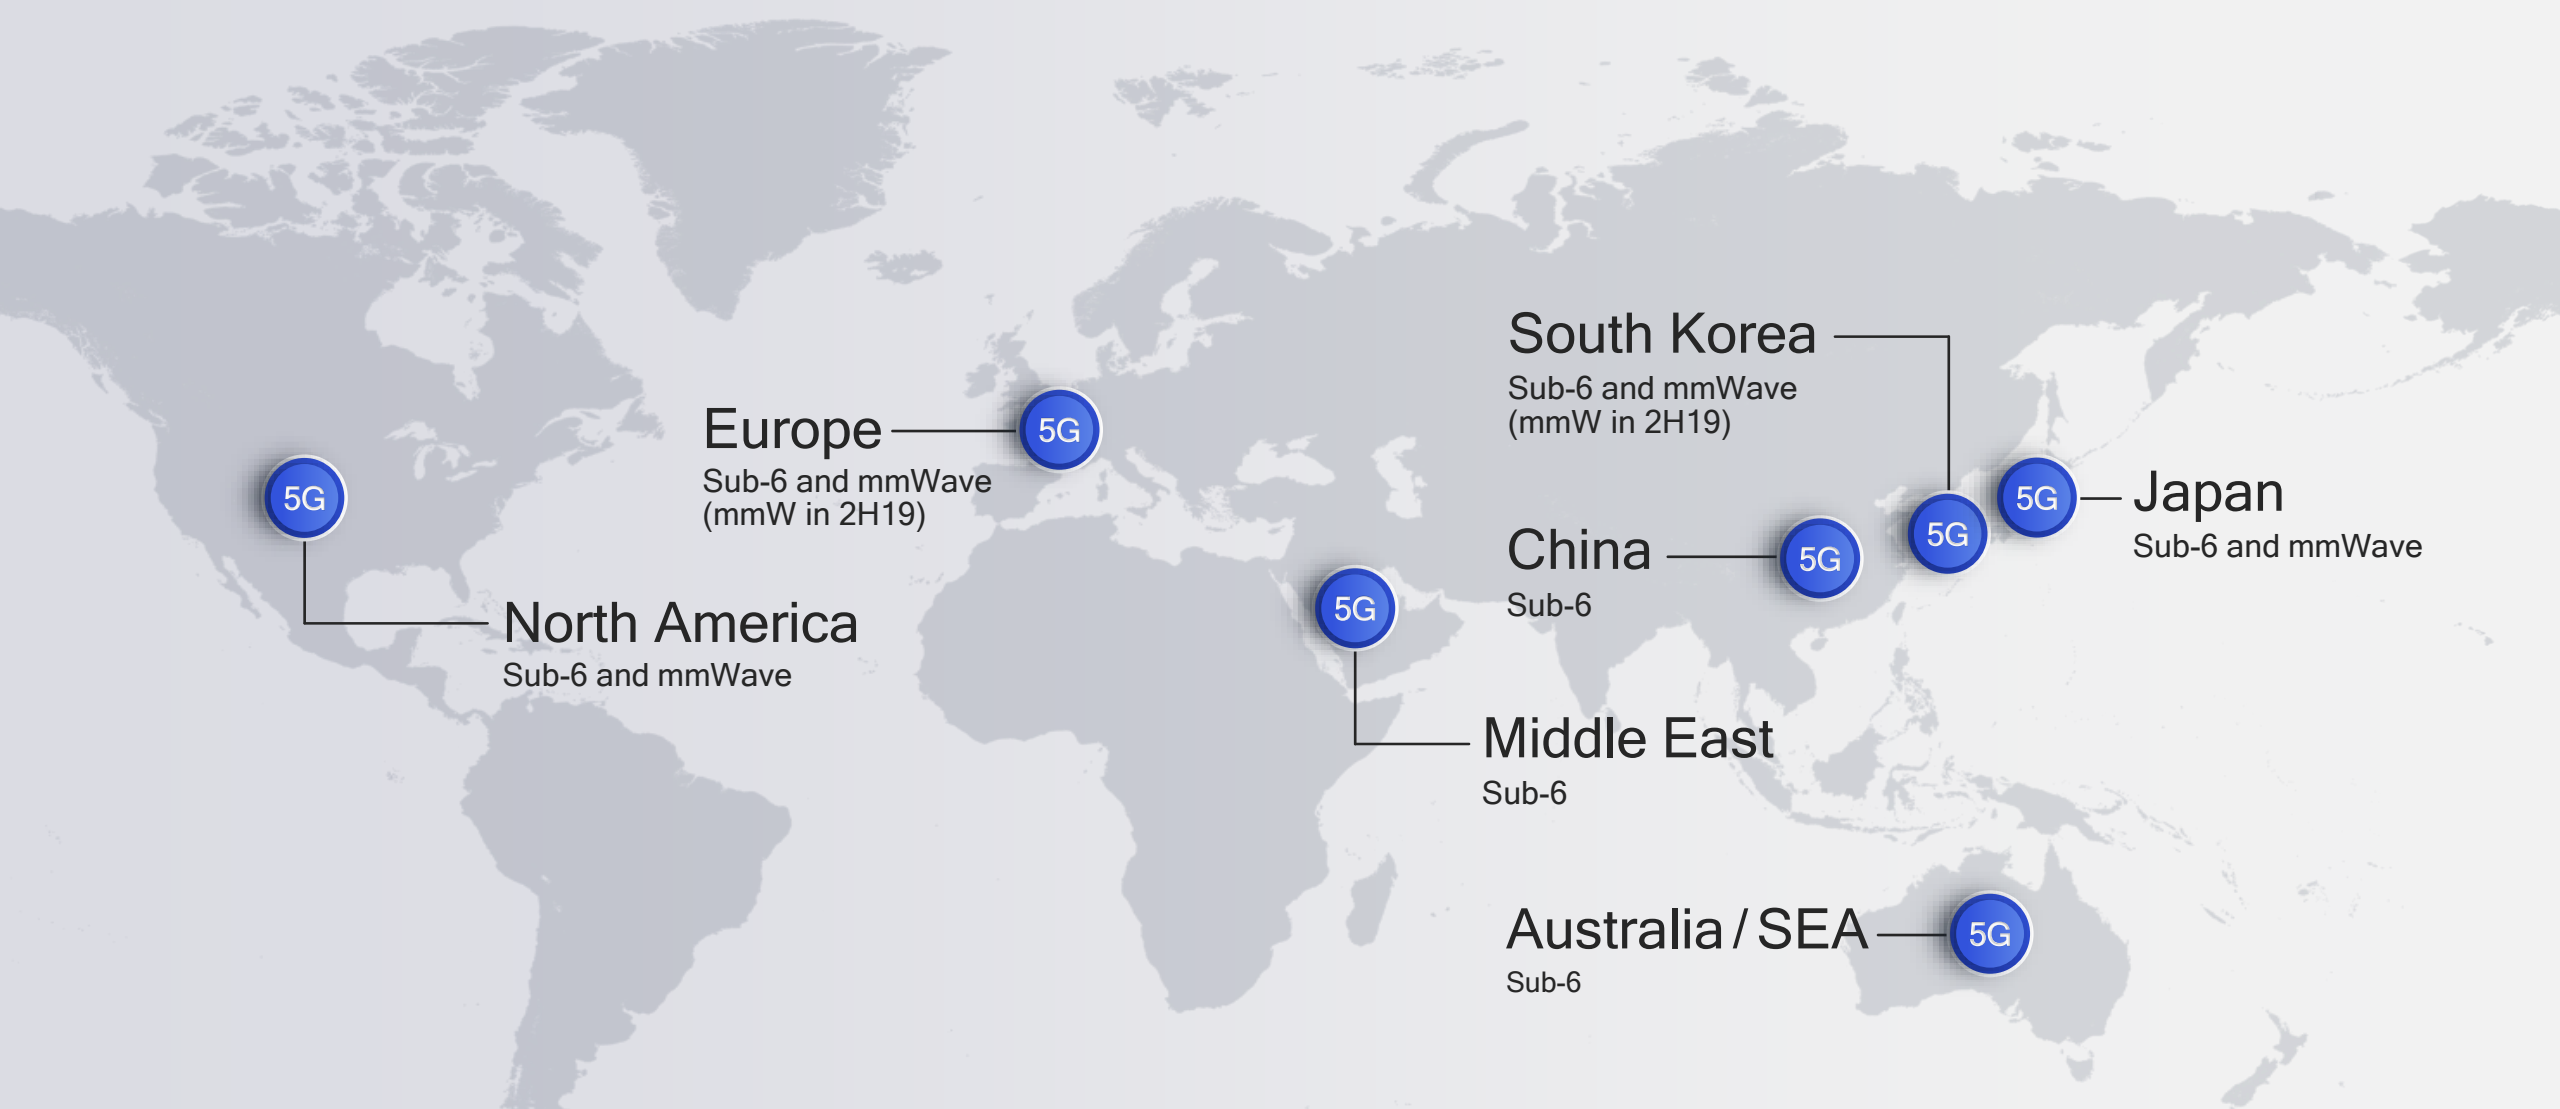 5G
North America
Sub-6 and mmWave
Europe
5G
Sub-6 and mmWave
(mmW in 2H19)
South Korea
Sub-6 and mmWave
(mmW in 2H19)
5G
China
5G
Sub-6
5G
Japan
Sub-6 and mmWave
5G
Middle East
Sub-6
Australia / SEA
5G
Sub-6